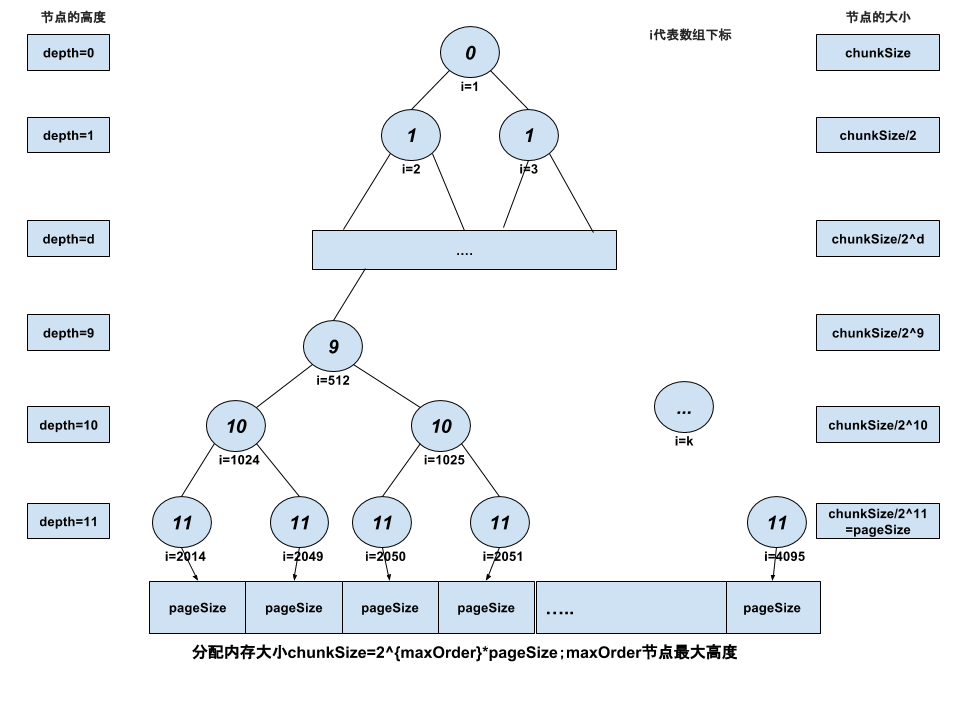 节点的高度
节点的大小
i代表数组下标
depth=0
0
chunkSize
i=1
depth=1
1
1
chunkSize/2
i=2
i=3
depth=d
....
chunkSize/2^d
depth=9
9
chunkSize/2^9
i=512
depth=10
10
10
...
chunkSize/2^10
i=1024
i=1025
i=k
depth=11
11
11
11
11
11
chunkSize/2^11
=pageSize
i=2014
i=2049
i=2050
i=2051
i=4095
pageSize
pageSize
pageSize
pageSize
.....
pageSize
分配内存大小chunkSize=2^{maxOrder}*pageSize;maxOrder节点最大高度